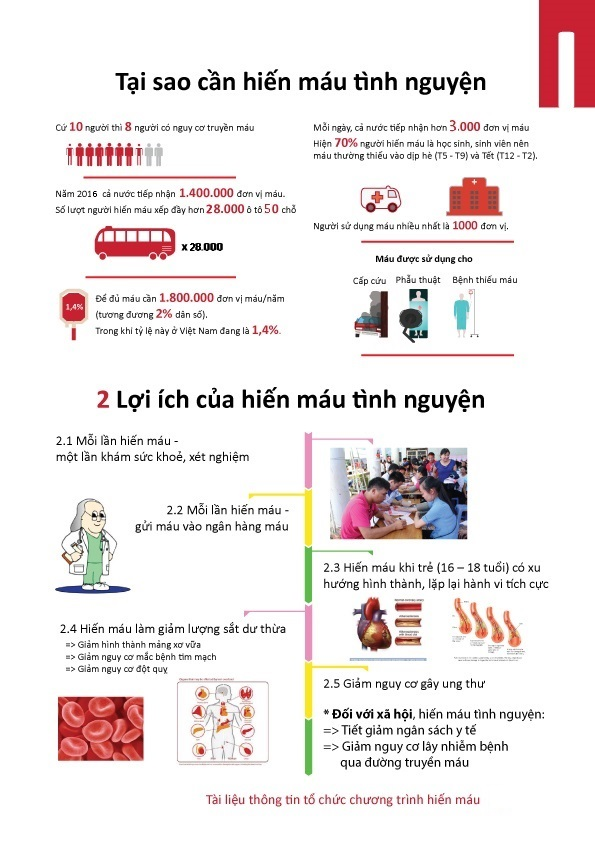 Tại sao cần hiến máu tình nguyện
Cứ 10 người thì 8 người có nguy cơ truyền máu
Năm 2016 cả nước tiếp nhận 1.400.000 đơn vị máu.
Số lượt người hiến máu xếp đầy hơn 28.000 ô tô 50 chỗ
x 28.000
1,4%
Để đủ máu cần 1.800.000 đơn vị máu/năm
(tương đương 2% dân số).
Trong khi tỷ lệ này ở Việt Nam đang là 1,4%.
Mỗi ngày, cả nước tiếp nhận hơn 3.000 đơn vị máu
Hiện 70% người hiến máu là học sinh, sinh viên nên
máu thường thiếu vào dịp hè (T5 - T9) và Tết (T12 - T2).
Người sử dụng máu nhiều nhất là 1000 đơn vị.
Máu được sử dụng cho
Cấp cứu Phẫu thuật Bệnh thiếu máu
2 Lợi ích của hiến máu tình nguyện
2.1 Mỗi lần hiến máu -
một lần khám sức khoẻ, xét nghiệm
2.2 Mỗi lần hiến máu -
gửi máu vào ngân hàng máu
2.3 Hiến máu khi trẻ (16 – 18 tuổi) có xu
hướng hình thành, lặp lại hành vi tích cực
2.4 Hiến máu làm giảm lượng sắt dư thừa
=> Giảm hình thành mảng xơ vữa
=> Giảm nguy cơ mắc bệnh tim mạch
=> Giảm nguy cơ đột quỵ
2.5 Giảm nguy cơ gây ung thư
* Đối với xã hội, hiến máu tình nguyện:
=> Tiết giảm ngân sách y tế
=> Giảm nguy cơ lây nhiễm bệnh
qua đường truyền máu
Tài liệu thông tin tổ chức chương trình hiến máu